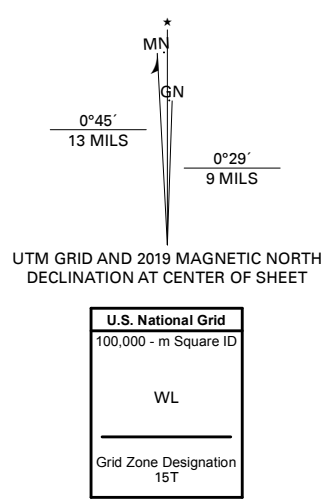 ★
MN
GN
0°45´
13 MILS
0°29´
9 MILS
UTM GRID AND 2019 MAGNETIC NORTH
DECLINATION AT CENTER OF SHEET
U.S. National Grid
100,000 - m Square ID
WL
Grid Zone Designation
15T